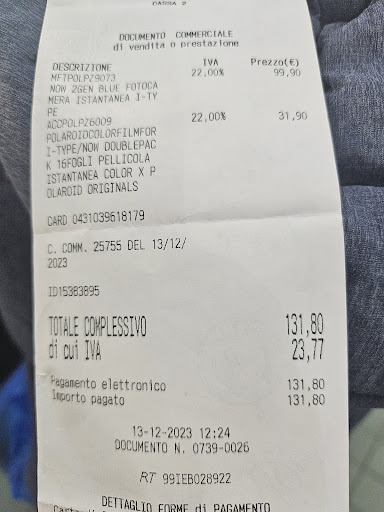 CASSA 2
DOCUMENTO COMMERCIALE
di vendita o prestazione
DESCRIZIONE IVA Prezzo(€)
MFTPOLPZ9073 22,00% 99,90
NOW 2GEN BLUE FOTOCA
MERA ISTANTANEA I-TY
PE
ACCPOLPZ6009 22,00% 31,90
POLAROIDCOLORFILMFOR
I-TYPE/NOW DOUBLEPAC
K 16FOGLI PELLICOLA
ISTANTANEA COLOR X P
OLAROID ORIGINALS
CARD 0431039618179
C. COMM. 25755 DEL 13/12/
2023
ID15383895
TOTALE COMPLESSIVO 131,80
di cui IVA 23,77
Pagamento elettronico 131,80
Importo pagato 131,80
13-12-2023 12:24
DOCUMENTO N. 0739-0026
RT 99IEB028922
DETTAGLIO FORME di PAGAMENTO